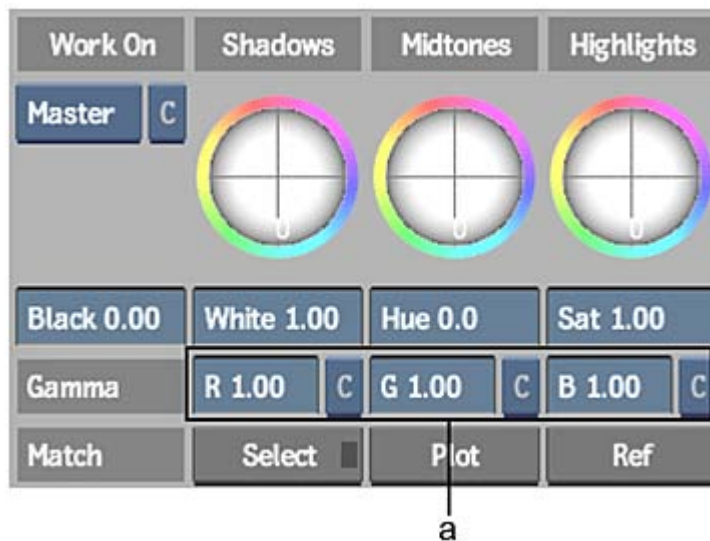 Work On Shadows Midtones Highlights
Master C
0 0 0
Black 0.00 White 1.00 Hue 0.0 Sat 1.00
Gamma R 1.00 C G 1.00 C B 1.00 C
Match Select Plot Ref
a